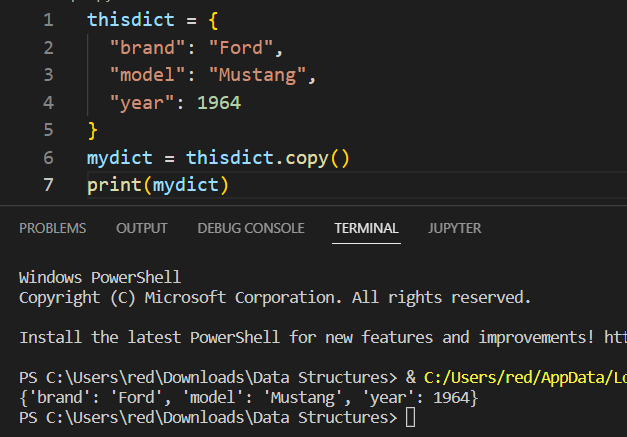 1 thisdict = {
2 "brand": "Ford",
3 "model": "Mustang",
4 "year": 1964
5 }
6 mydict = thisdict.copy()
7 print(mydict)
PROBLEMS OUTPUT DEBUG CONSOLE TERMINAL JUPYTER
Windows PowerShell
Copyright (C) Microsoft Corporation. All rights reserved.
Install the latest PowerShell for new features and improvements! htt
PS C:\Users\red\Downloads\Data Structures> & C:/Users/red/AppData/Lo
{'brand': 'Ford', 'model': 'Mustang', 'year': 1964}
PS C:\Users\red\Downloads\Data Structures>